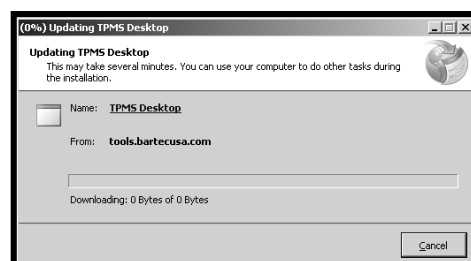 (0%) Updating TPMS Desktop
Updating TPMS Desktop
This may take several minutes. You can use your computer to do other tasks during
the installation.
Name: TPMS Desktop
From: tools.bartecusa.com
Downloading: 0 Bytes of 0 Bytes
Cancel